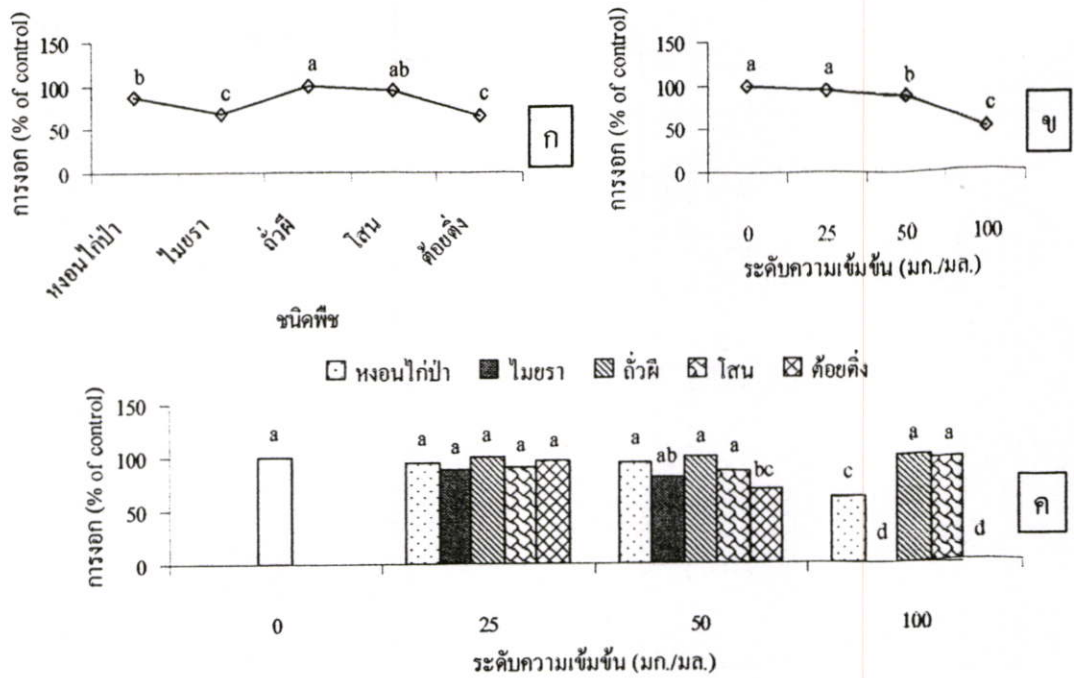 การงอก (% of control)
150
100
50
0
b
c
a
ab
c
หงอนไก่ป่า
ไมยรา
ถั่วผี
โสน
ต้อยติ่ง
ชนิดพืช
ก
การงอก (% of control)
150
100
50
0
a
a
b
c
0 25 50 100
ระดับความเข้มข้น (มก./มล.)
ข
หงอนไก่ป่า ไมยรา ถั่วผี โสน ต้อยติ่ง
การงอก (% of control)
150
100
50
0
a
a a a a a
a ab a a bc
c d a a d
0 25 50 100
ระดับความเข้มข้น (มก./มล.)
ค